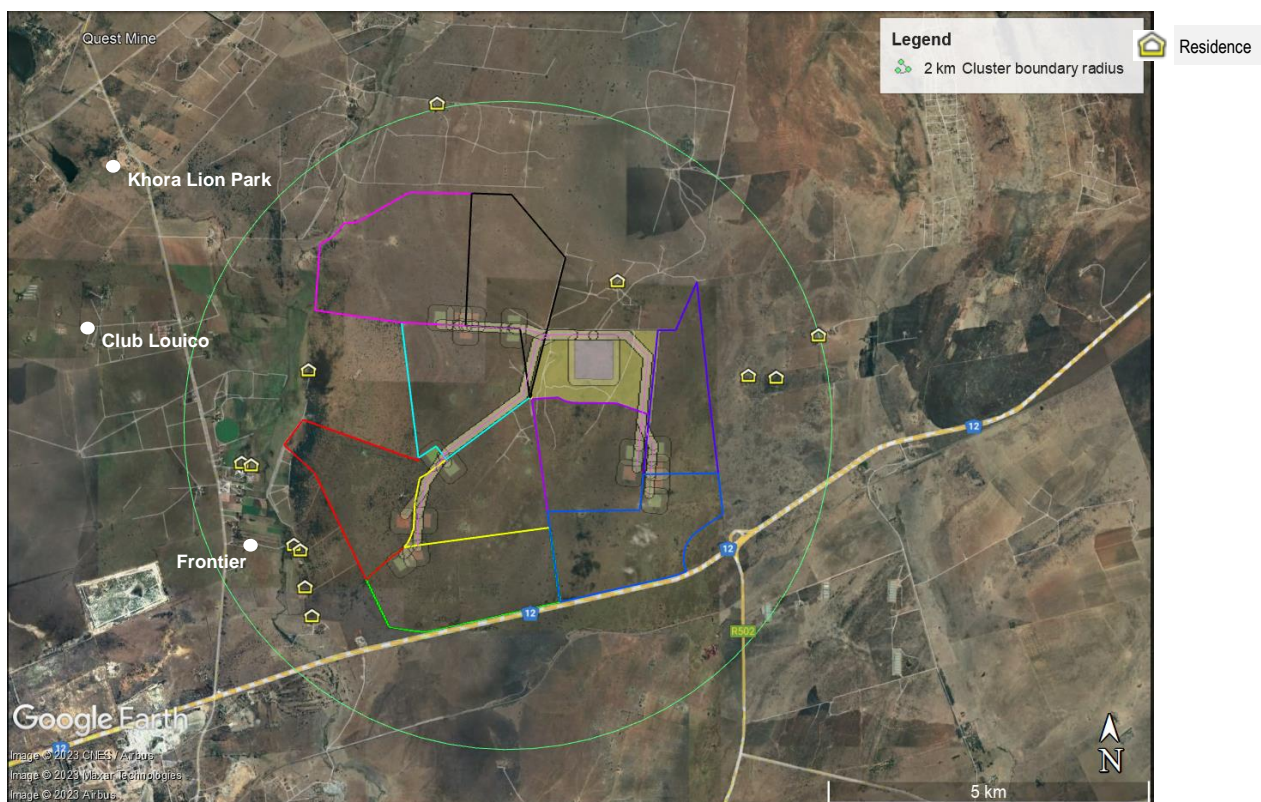 Quest Mine
Legend
2 km Cluster boundary radius
Residence
Khora Lion Park
Club Louico
12
12
Frontier
12
R502
Google Earth
12
Image © 2023 CNES / Airbus
Image © 2023 Maxar Technologies
Image © 2023 Airbus
N
5 km